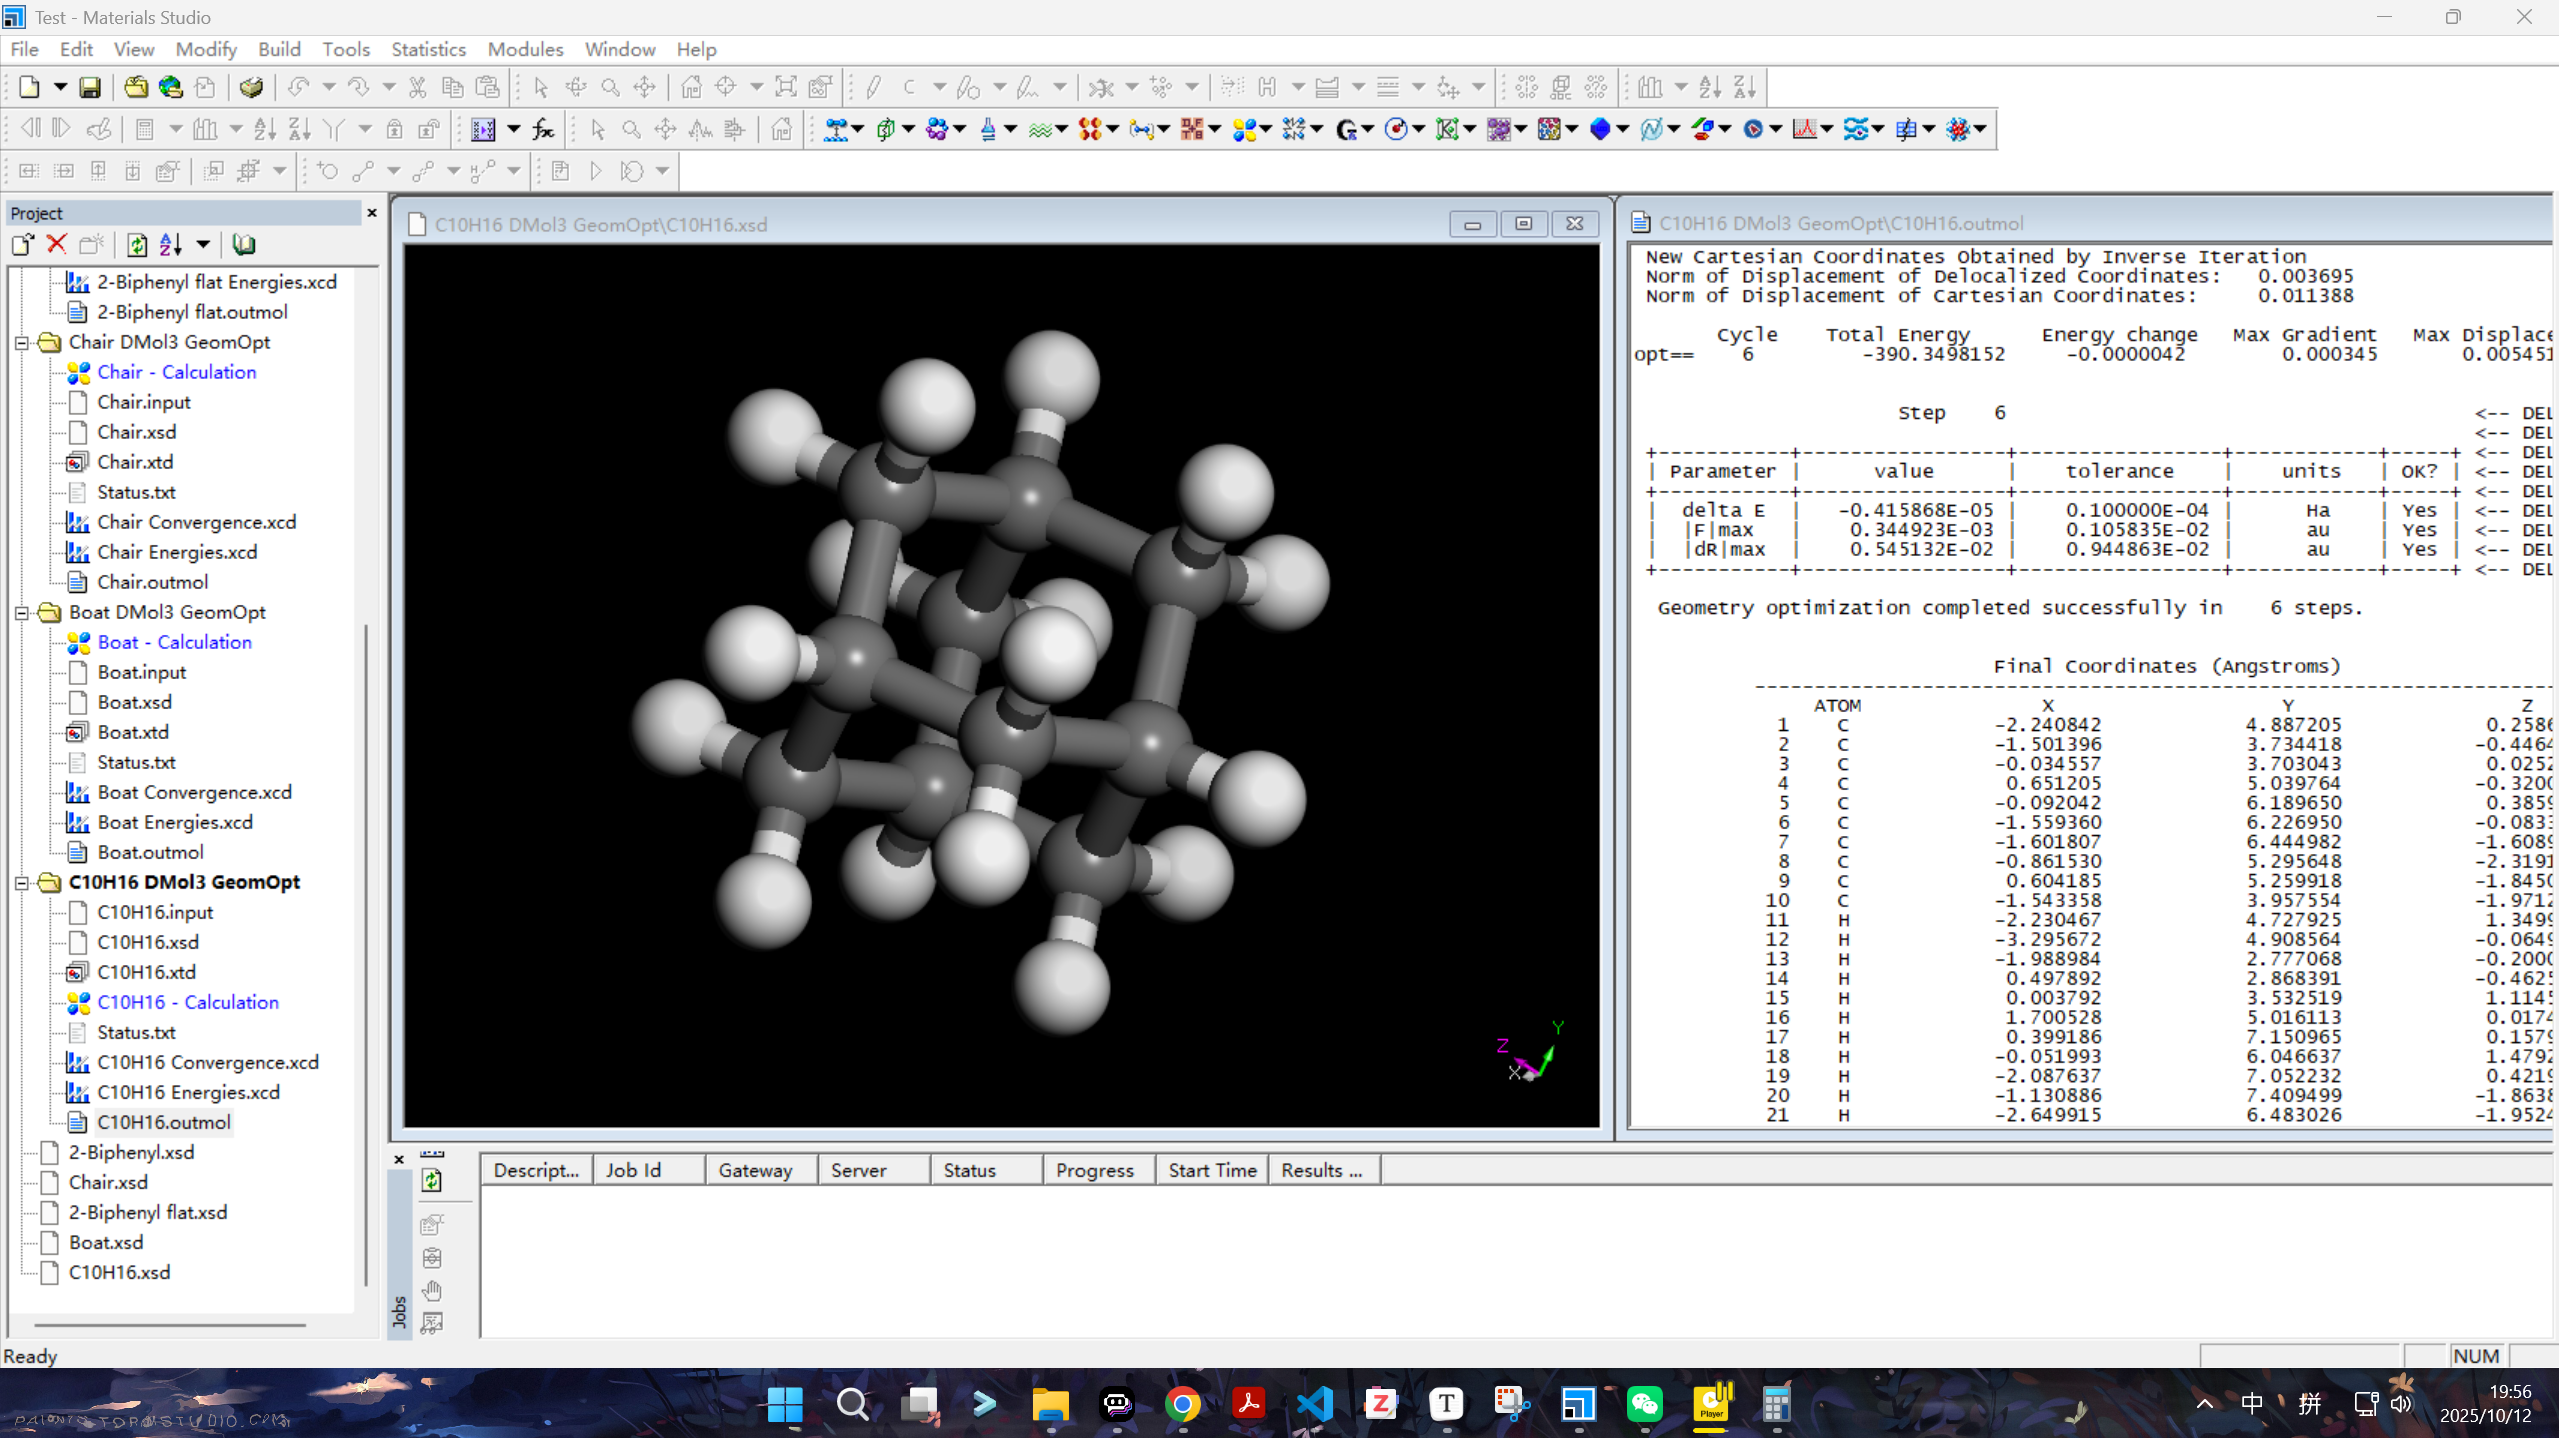 Test - Materials Studio
File Edit View Modify Build Tools Statistics Modules Window Help
Project
2-Biphenyl flat Energies.xcd
2-Biphenyl flat.outmol
Chair DMol3 GeomOpt
Chair - Calculation
Chair.input
Chair.xsd
Chair.xtd
Status.txt
Chair Convergence.xcd
Chair Energies.xcd
Chair.outmol
Boat DMol3 GeomOpt
Boat - Calculation
Boat.input
Boat.xsd
Boat.xtd
Status.txt
Boat Convergence.xcd
Boat Energies.xcd
Boat.outmol
C10H16 DMol3 GeomOpt
C10H16.input
C10H16.xsd
C10H16.xtd
C10H16 - Calculation
Status.txt
C10H16 Convergence.xcd
C10H16 Energies.xcd
C10H16.outmol
2-Biphenyl.xsd
Chair.xsd
2-Biphenyl flat.xsd
Boat.xsd
C10H16.xsd
C10H16 DMol3 GeomOpt\C10H16.xsd
Y
Z
X
C10H16 DMol3 GeomOpt\C10H16.outmol
New Cartesian Coordinates Obtained by Inverse Iteration
Norm of Displacement of Delocalized Coordinates: 0.003695
Norm of Displacement of Cartesian Coordinates: 0.011388
Cycle Total Energy Energy change Max Gradient Max Displace
opt== 6 -390.3498152 -0.0000042 0.000345 0.005451
Step 6 <-- DEL
<-- DEL
+-----------+-----------------+-----------------+-----------+-----+ <-- DEL
| Parameter | value | tolerance | units | OK? | <-- DEL
+-----------+-----------------+-----------------+-----------+-----+ <-- DEL
| delta E | -0.415868E-05 | 0.100000E-04 | Ha | Yes | <-- DEL
| |F|max | 0.344923E-03 | 0.105835E-02 | au | Yes | <-- DEL
| |dR|max | 0.545132E-02 | 0.944863E-02 | au | Yes | <-- DEL
+-----------+-----------------+-----------------+-----------+-----+ <-- DEL
Geometry optimization completed successfully in 6 steps.
Final Coordinates (Angstroms)
ATOM X Y Z
1 C -2.240842 4.887205 0.2586
2 C -1.501396 3.734418 -0.4464
3 C -0.034557 3.703043 0.0252
4 C 0.651205 5.039764 -0.3200
5 C -0.092042 6.189650 0.3859
6 C -1.559360 6.226950 -0.0833
7 C -1.601807 6.444982 -1.6089
8 C -0.861530 5.295648 -2.3191
9 C 0.604185 5.259918 -1.8450
10 C -1.543358 3.957554 -1.9712
11 H -2.230467 4.727925 1.3499
12 H -3.295672 4.908564 -0.0649
13 H -1.988984 2.777068 -0.2000
14 H 0.497892 2.868391 -0.4625
15 H 0.003792 3.532519 1.1145
16 H 1.700528 5.016113 0.0174
17 H 0.399186 7.150965 0.1579
18 H -0.051993 6.046637 1.4792
19 H -2.087637 7.052232 0.4219
20 H -1.130886 7.409499 -1.8638
21 H -2.649915 6.483026 -1.9524
Jobs
Descript... Job Id Gateway Server Status Progress Start Time Results ...
Ready
NUM
中 拼
19:56
2025/10/12
Player